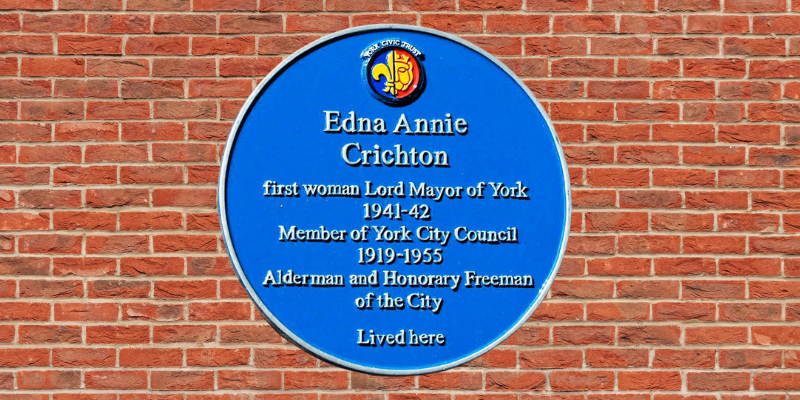 YORK CIVIC TRUST
Edna Annie
Crichton
first woman Lord Mayor of York
1941-42
Member of York City Council
1919-1955
Alderman and Honorary Freeman
of the City
Lived here